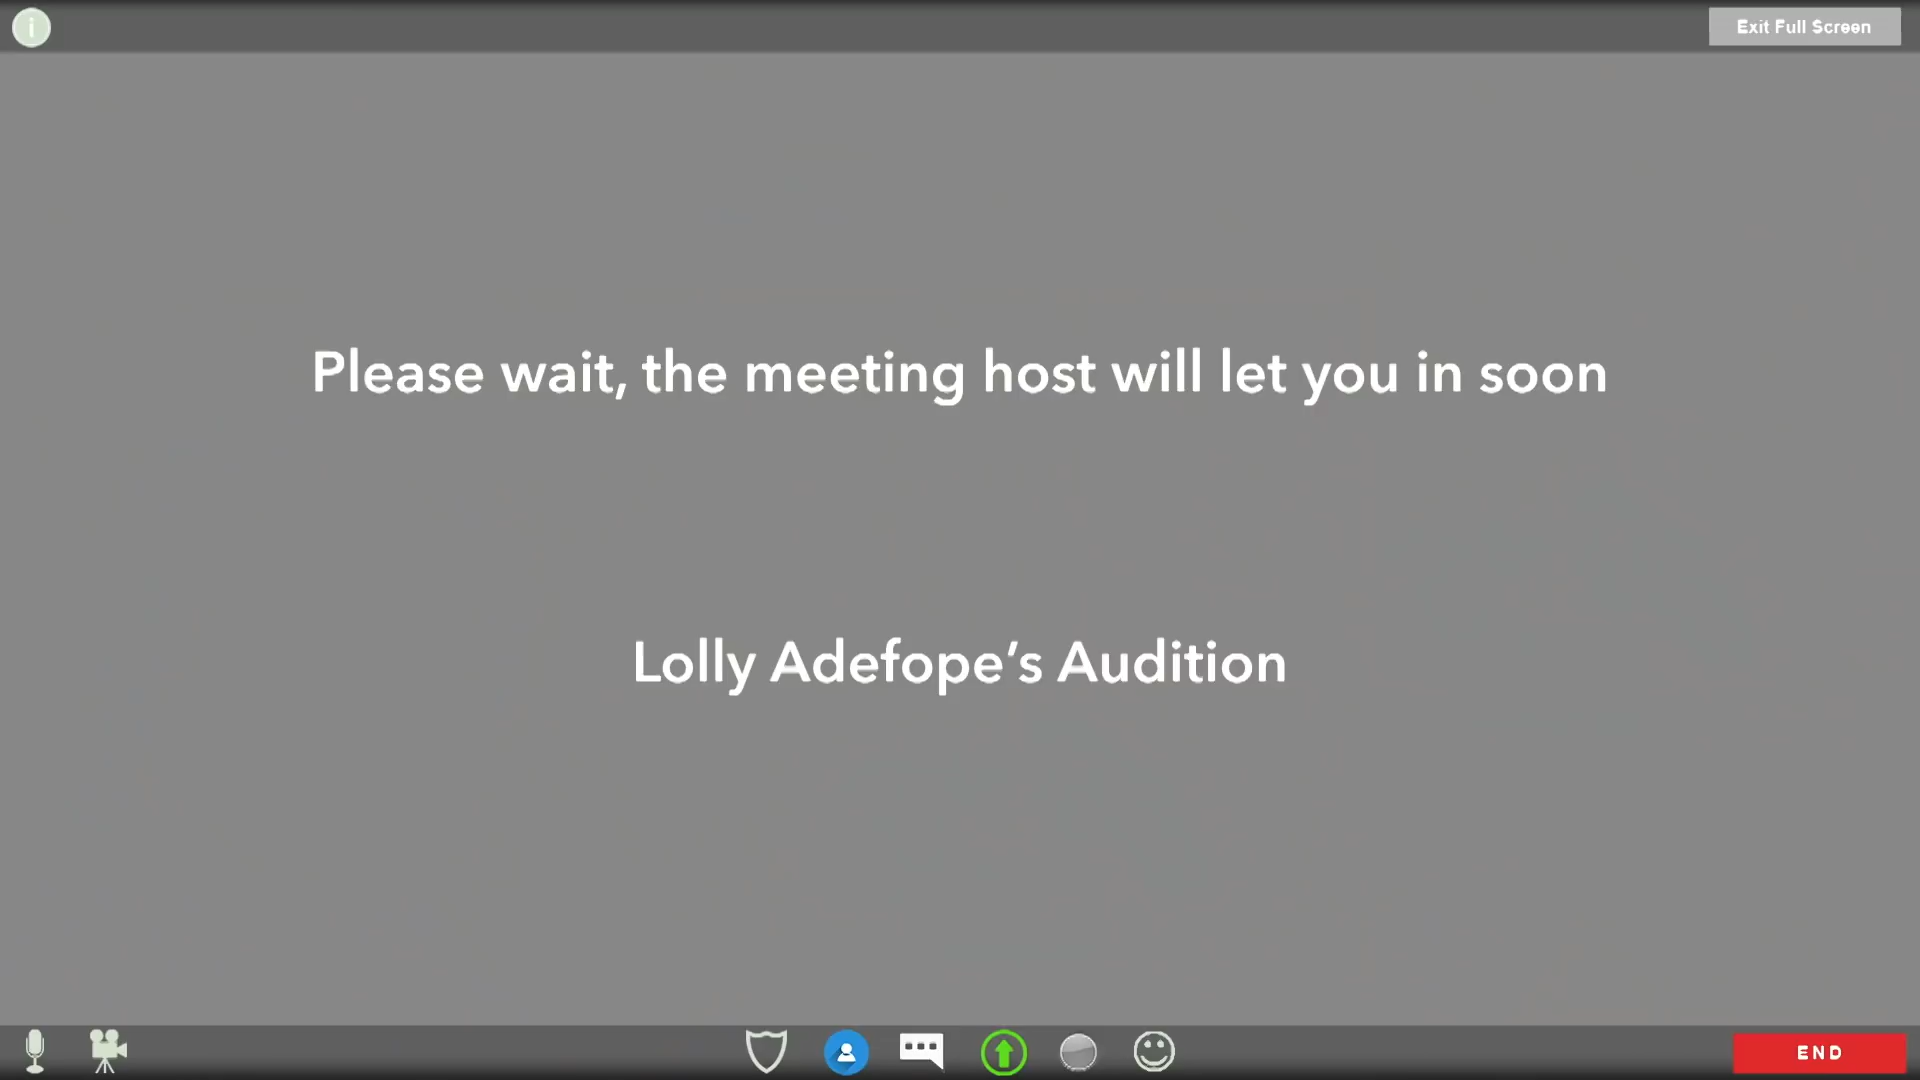 Exit Full Screen
Please wait, the meeting host will let you in soon
Lolly Adefope’s Audition
END